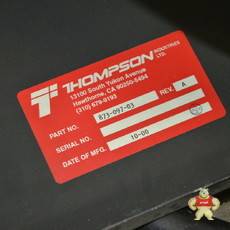 THOMPSON
INDUSTRIES
LTD.
13100 South Yukon Avenue
Hawthorne, CA 90250-5494
(310) 679-9193
PART NO. 873-097-03 REV. A
SERIAL NO.
DATE OF MFG. 10-00